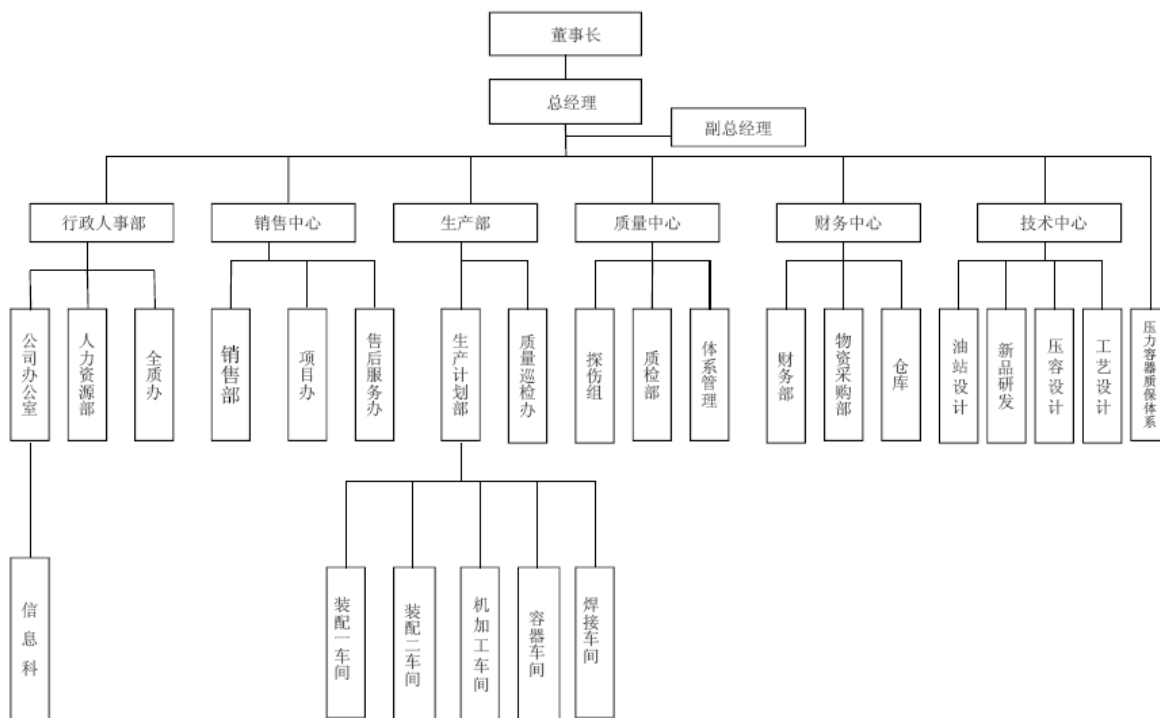 董事长
总经理
副总经理
行政人事部
销售中心
生产部
质量中心
财务中心
技术中心
公司办公室
人力资源部
全质办
销售部
项目办
售后服务办
生产计划部
质量巡检办
探伤组
质检部
体系管理
财务部
物资采购部
仓库
油站设计
新品研发
压容设计
工艺设计
压力容器质保体系
信息科
装配一车间
装配二车间
机加工车间
容器车间
焊接车间